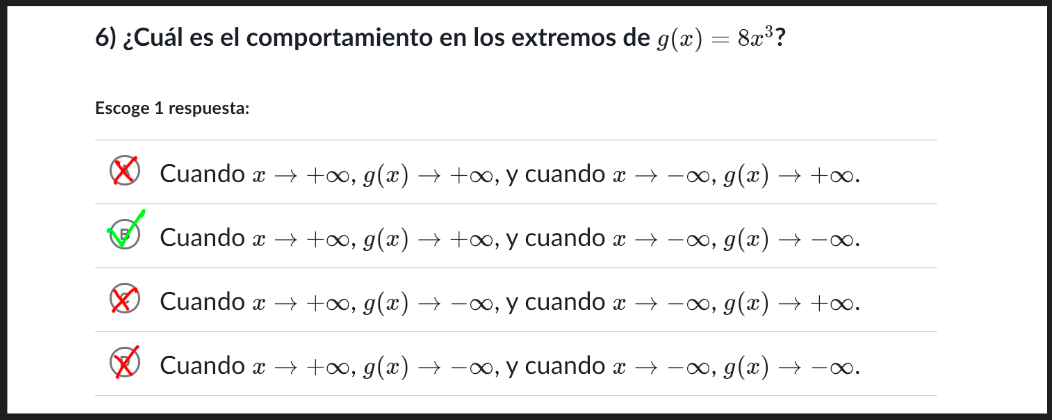 6) ¿Cuál es el comportamiento en los extremos de g(x) = 8x³?
Escoge 1 respuesta:
Cuando x → +∞, g(x) → +∞, y cuando x → −∞, g(x) → +∞.
B Cuando x → +∞, g(x) → +∞, y cuando x → −∞, g(x) → −∞.
Cuando x → +∞, g(x) → −∞, y cuando x → −∞, g(x) → +∞.
Cuando x → +∞, g(x) → −∞, y cuando x → −∞, g(x) → −∞.